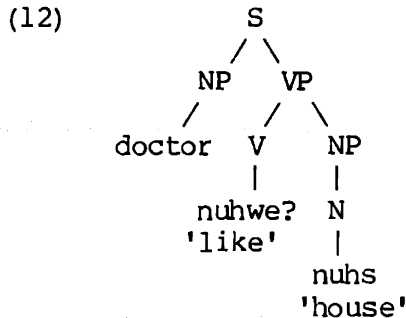 (12) S
NP VP
doctor V NP
nuhwe? N
'like'
nuhs
'house'